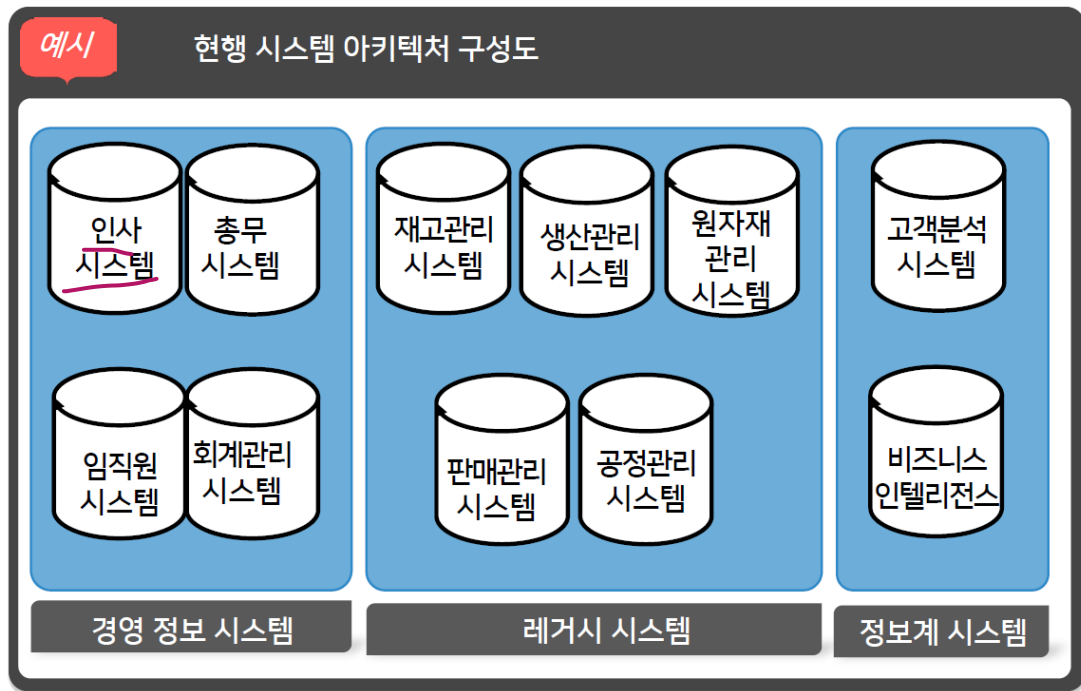 예시
현행 시스템 아키텍처 구성도
인사
시스템
총무
시스템
임직원
시스템
회계관리
시스템
경영 정보 시스템
재고관리
시스템
생산관리
시스템
원자재
관리
시스템
판매관리
시스템
공정관리
시스템
레거시 시스템
고객분석
시스템
비즈니스
인텔리전스
정보계 시스템